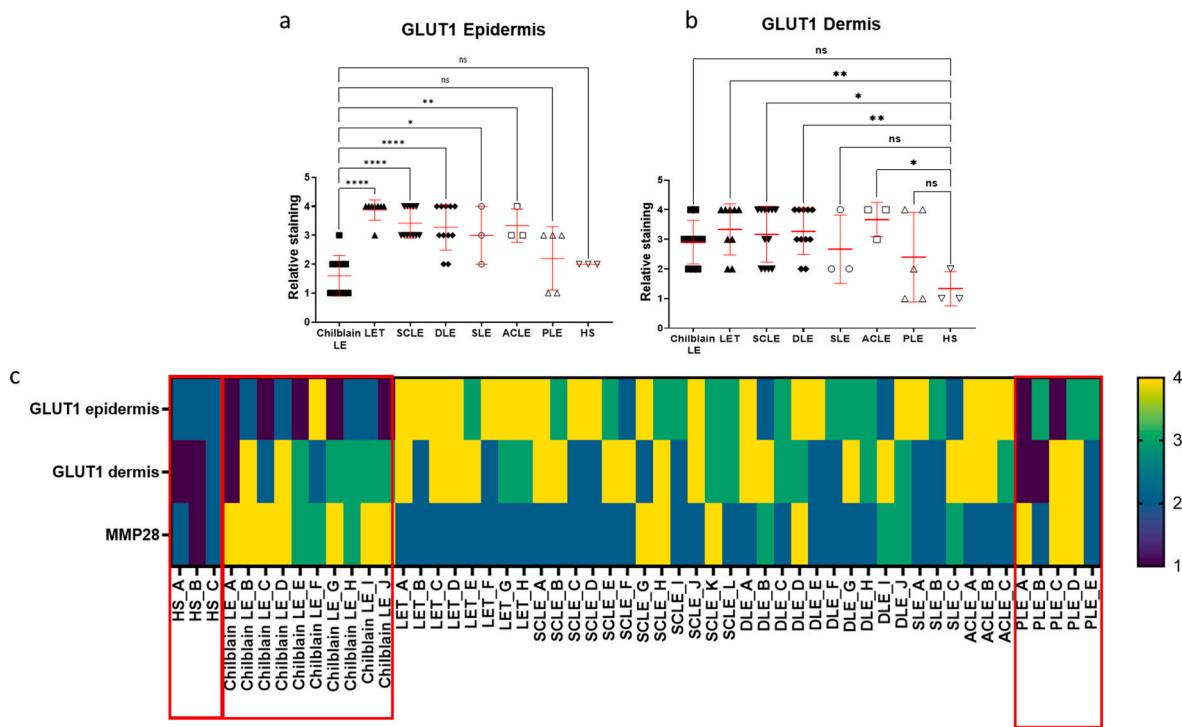 a
GLUT1 Epidermis
ns
ns
**
*
****
****
****
Relative staining
5
4
3
2
1
Chilblain LE
LET
SCLE
DLE
SLE
ACLE
PLE
HS
b
GLUT1 Dermis
ns
**
*
**
ns
*
ns
Relative staining
5
4
3
2
1
0
Chilblain LE
LET
SCLE
DLE
SLE
ACLE
PLE
HS
c
GLUT1 epidermis
GLUT1 dermis
MMP28
HS_A
HS_B
HS_C
Chilblain LE_A
Chilblain LE_B
Chilblain LE_C
Chilblain LE_D
Chilblain LE_E
Chilblain LE_F
Chilblain LE_G
Chilblain LE_H
Chilblain LE_I
Chilblain LE_J
LET_A
LET_B
LET_C
LET_D
LET_E
LET_F
LET_G
LET_H
SCLE_A
SCLE_B
SCLE_C
SCLE_D
SCLE_E
SCLE_F
SCLE_G
SCLE_H
SCLE_I
SCLE_J
SCLE_K
SCLE_L
DLE_A
DLE_B
DLE_C
DLE_D
DLE_E
DLE_F
DLE_G
DLE_H
DLE_I
DLE_J
SLE_A
SLE_B
SLE_C
ACLE_A
ACLE_B
ACLE_C
PLE_A
PLE_B
PLE_C
PLE_D
PLE_E
4
3
2
1